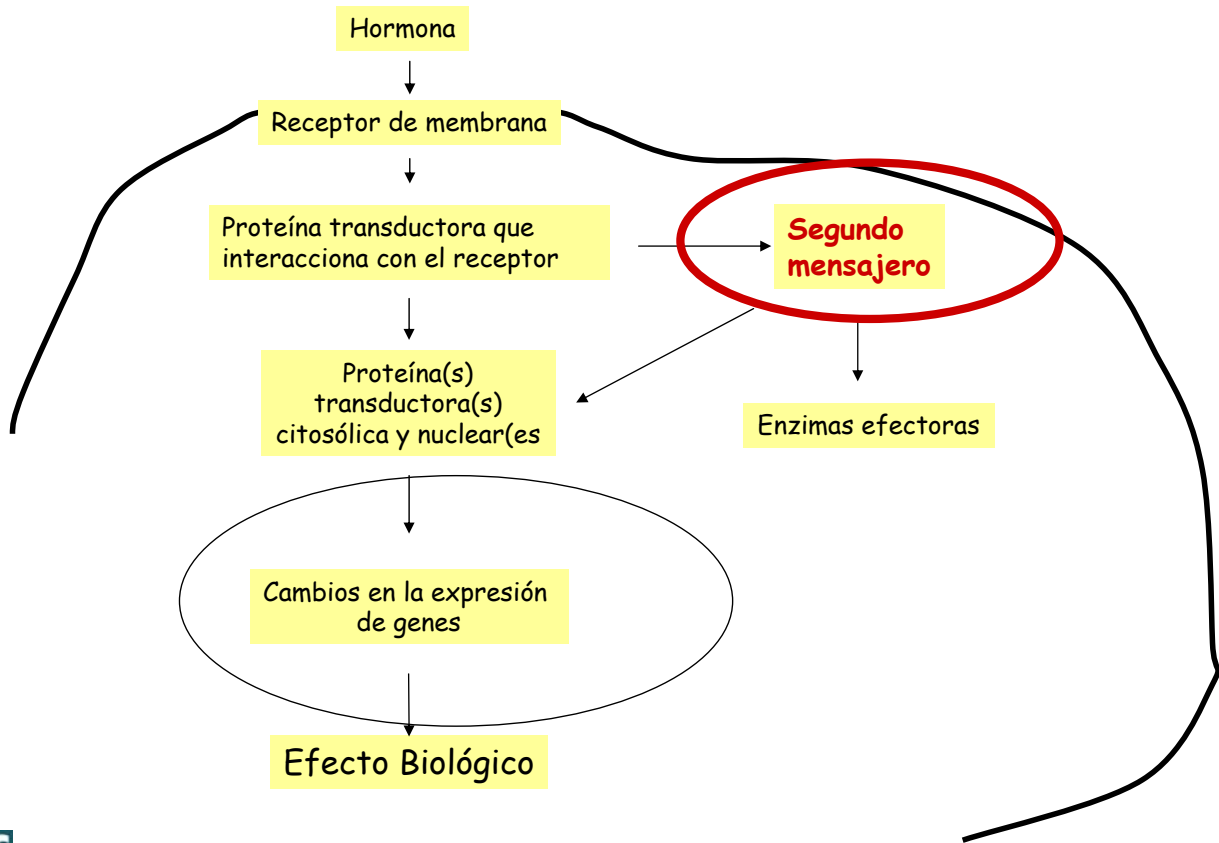 Hormona
Receptor de membrana
Proteína transductora que
interacciona con el receptor
Segundo
mensajero
Proteína(s)
transductora(s)
citosólica y nuclear(es
Enzimas efectoras
Cambios en la expresión
de genes
Efecto Biológico